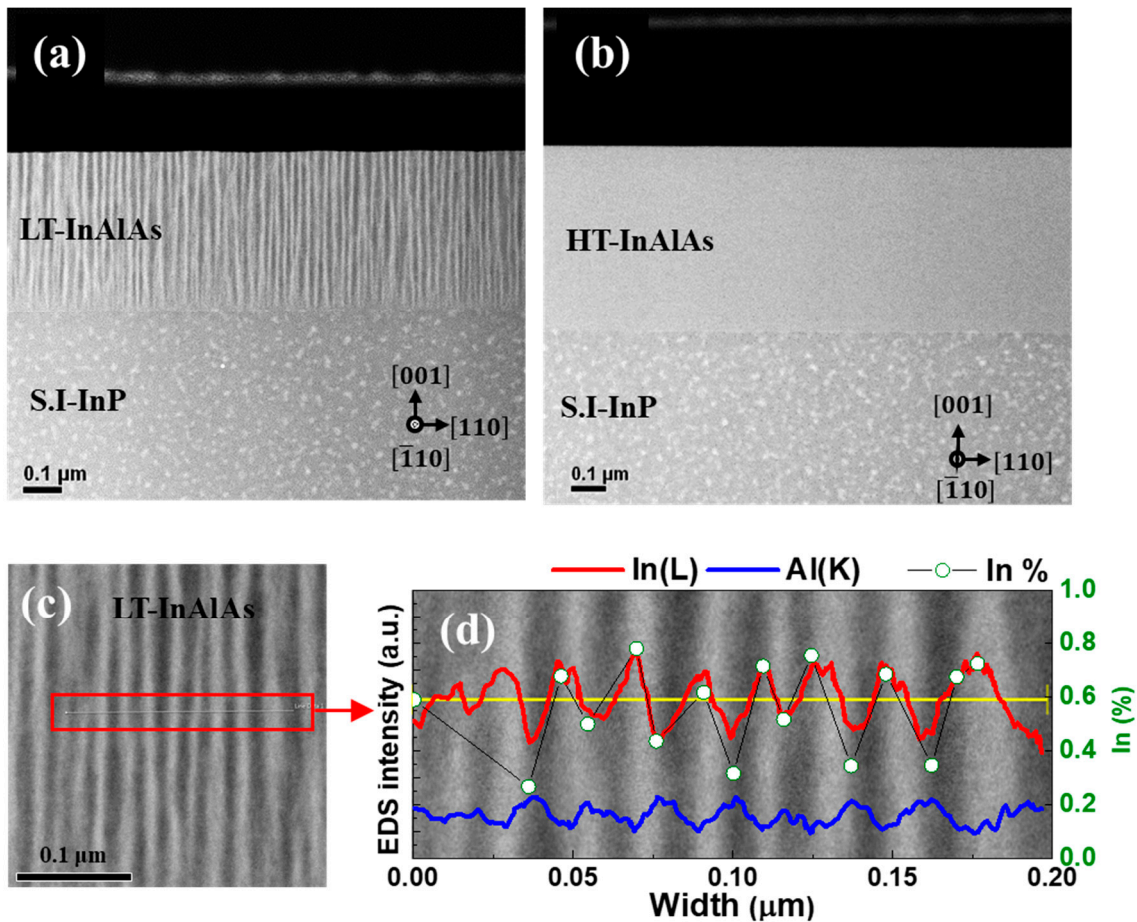 (a)
LT-InAlAs
S.I-InP
[001]
[110]
[1̅10]
0.1 µm
(b)
HT-InAlAs
S.I-InP
[001]
[110]
[1̅10]
0.1 µm
(c)
LT-InAlAs
0.1 µm
In(L) Al(K) In %
(d)
EDS intensity (a.u.)
1.0
0.8
0.6
0.4
0.2
0.0
In (%)
0.00 0.05 0.10 0.15 0.20
Width (µm)